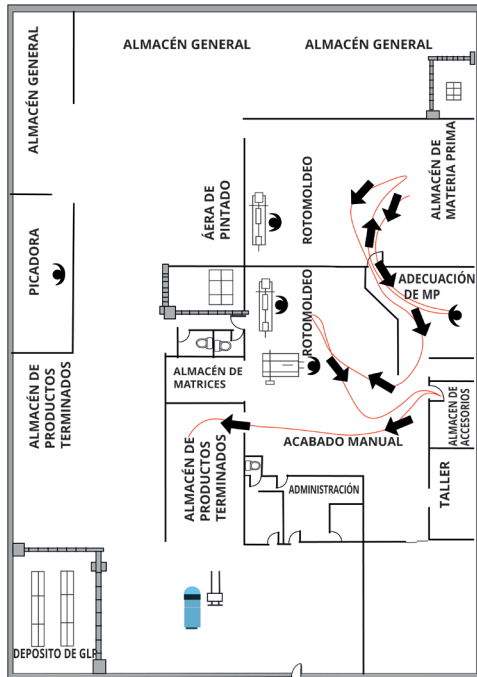 ALMACÉN GENERAL
ALMACÉN GENERAL
ALMACÉN GENERAL
ALMACÉN DE
MATERIA PRIMA
ÁERA DE
PINTADO
ROTOMOLDEO
PICADORA
ROTOMOLDEO
ADECUACIÓN
DE MP
ALMACÉN DE
PRODUCTOS
TERMINADOS
ALMACÉN DE
MATRICES
ALMACEN DE
ACCESORIOS
ACABADO MANUAL
ALMACÉN DE
PRODUCTOS
TERMINADOS
TALLER
ADMINISTRACIÓN
DEPOSITO DE GLP